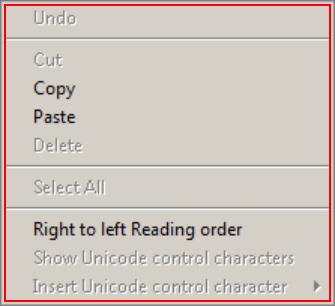 Undo
Cut
Copy
Paste
Delete
Select All
Right to left Reading order
Show Unicode control characters
Insert Unicode control character